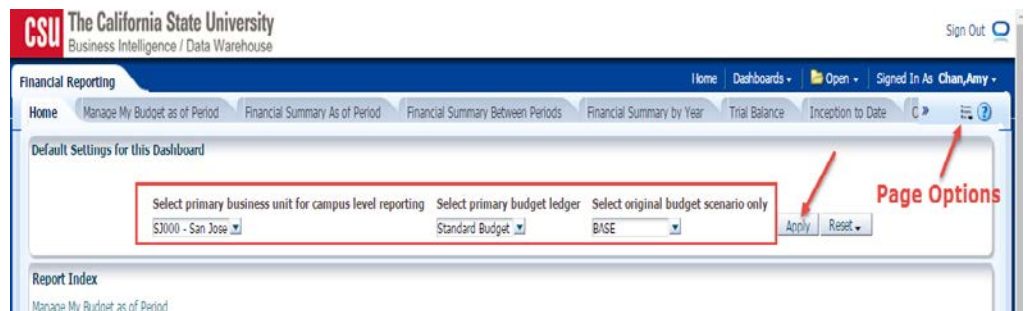 CSU The California State University
Business Intelligence / Data Warehouse
Sign Out
Financial Reporting
Home Dashboards Open Signed In As Chan,Amy
Home Manage My Budget as of Period Financial Summary As of Period Financial Summary Between Periods Financial Summary by Year Trial Balance Inception to Date C »
Default Settings for this Dashboard
Page Options
Select primary business unit for campus level reporting Select primary budget ledger Select original budget scenario only
SJ000 - San Jose Standard Budget BASE Apply Reset
Report Index
Manage My Budget as of Period